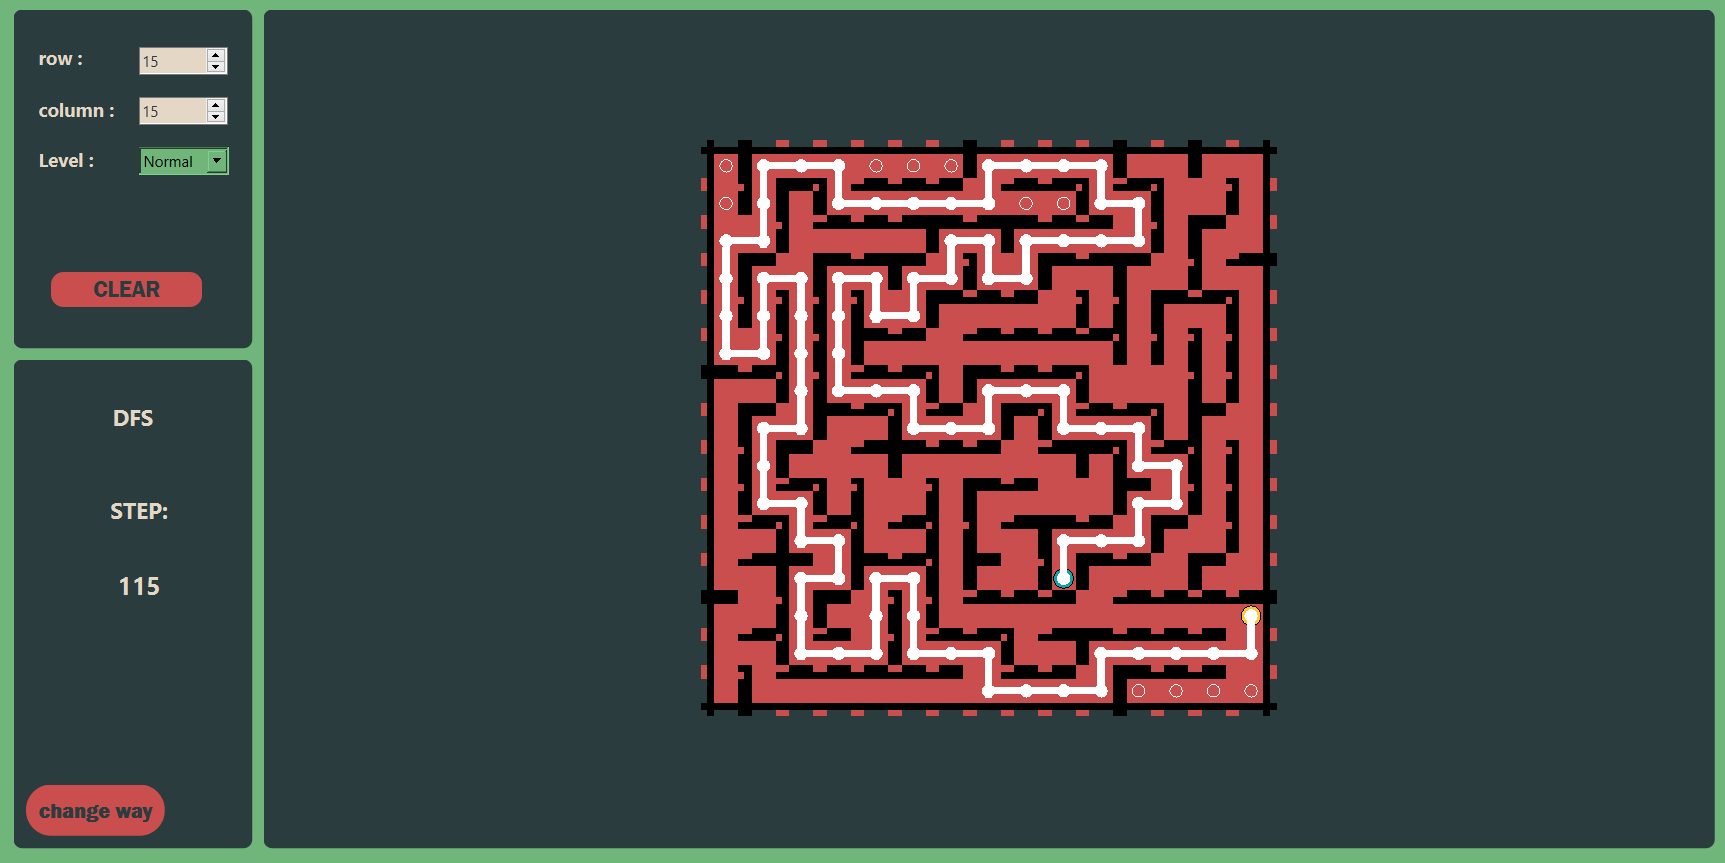 row :
15
column :
15
Level :
Normal
CLEAR
DFS
STEP:
115
change way